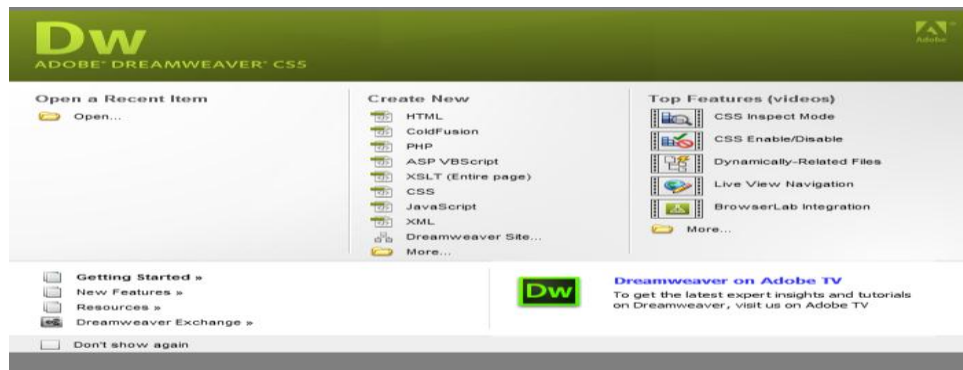 Dw
ADOBE® DREAMWEAVER® CS5
Adobe
Open a Recent Item
Open...
Create New
HTML
ColdFusion
PHP
ASP VBScript
XSLT (Entire page)
CSS
JavaScript
XML
Dreamweaver Site...
More...
Top Features (videos)
CSS Inspect Mode
CSS Enable/Disable
Dynamically-Related Files
Live View Navigation
BrowserLab Integration
More...
Getting Started »
New Features »
Resources »
Dreamweaver Exchange »
Dw
Dreamweaver on Adobe TV
To get the latest expert insights and tutorials
on Dreamweaver, visit us on Adobe TV
Don't show again